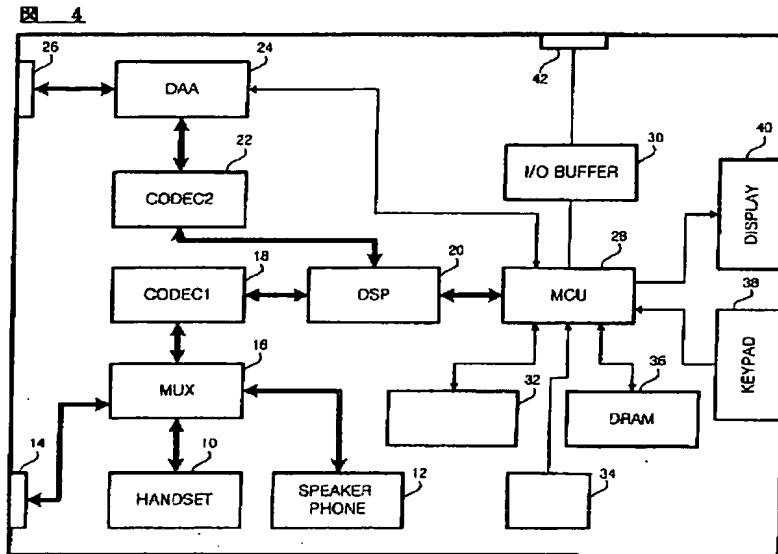 図 4
26
24
42
DAA
40
22
30
I/O BUFFER
DISPLAY
CODEC2
18
20
28
38
CODEC1
DSP
MCU
KEYPAD
16
36
MUX
32
DRAM
14
10
12
34
HANDSET
SPEAKER
PHONE